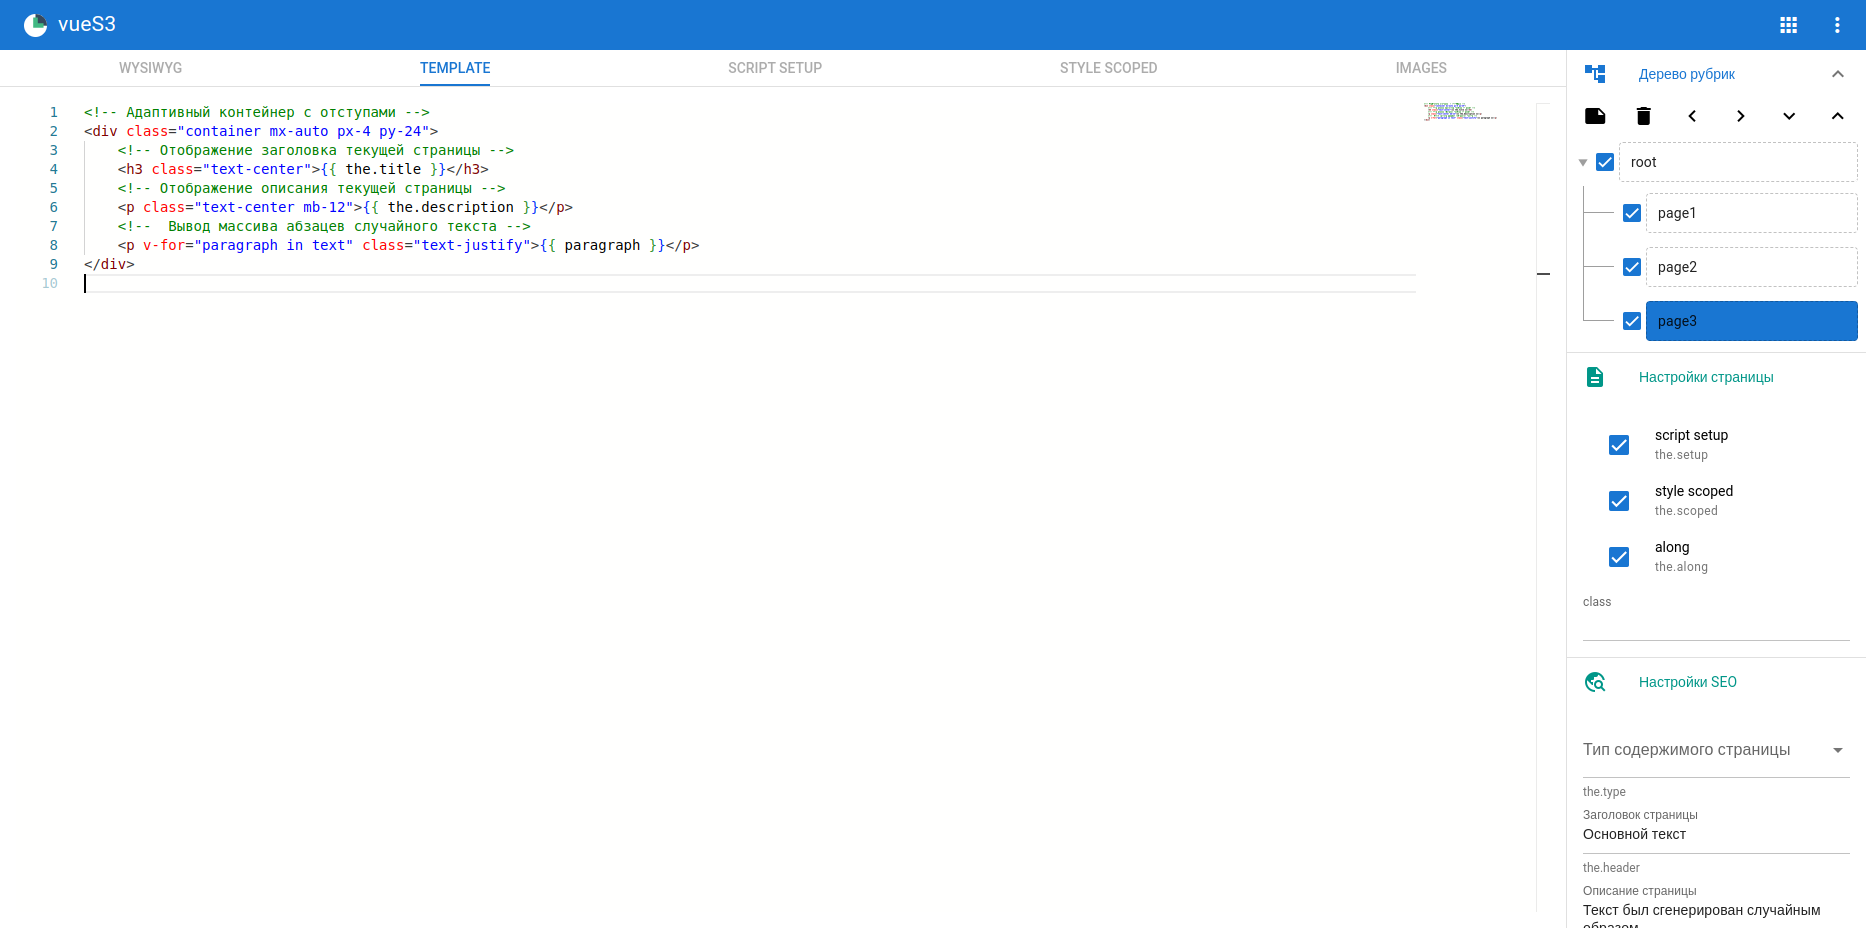 vueS3
WYSIWYG
TEMPLATE
SCRIPT SETUP
STYLE SCOPED
IMAGES
1 <!-- Адаптивный контейнер с отступами -->
2 <div class="container mx-auto px-4 py-24">
3 <!-- Отображение заголовка текущей страницы -->
4 <h3 class="text-center">{{ the.title }}</h3>
5 <!-- Отображение описания текущей страницы -->
6 <p class="text-center mb-12">{{ the.description }}</p>
7 <!--  Вывод массива абзацев случайного текста -->
8 <p v-for="paragraph in text" class="text-justify">{{ paragraph }}</p>
9 </div>
10
Дерево рубрик
root
page1
page2
page3
Настройки страницы
script setup
the.setup
style scoped
the.scoped
along
the.along
class
Настройки SEO
Тип содержимого страницы
the.type
Заголовок страницы
Основной текст
the.header
Описание страницы
Текст был сгенерирован случайным
образом